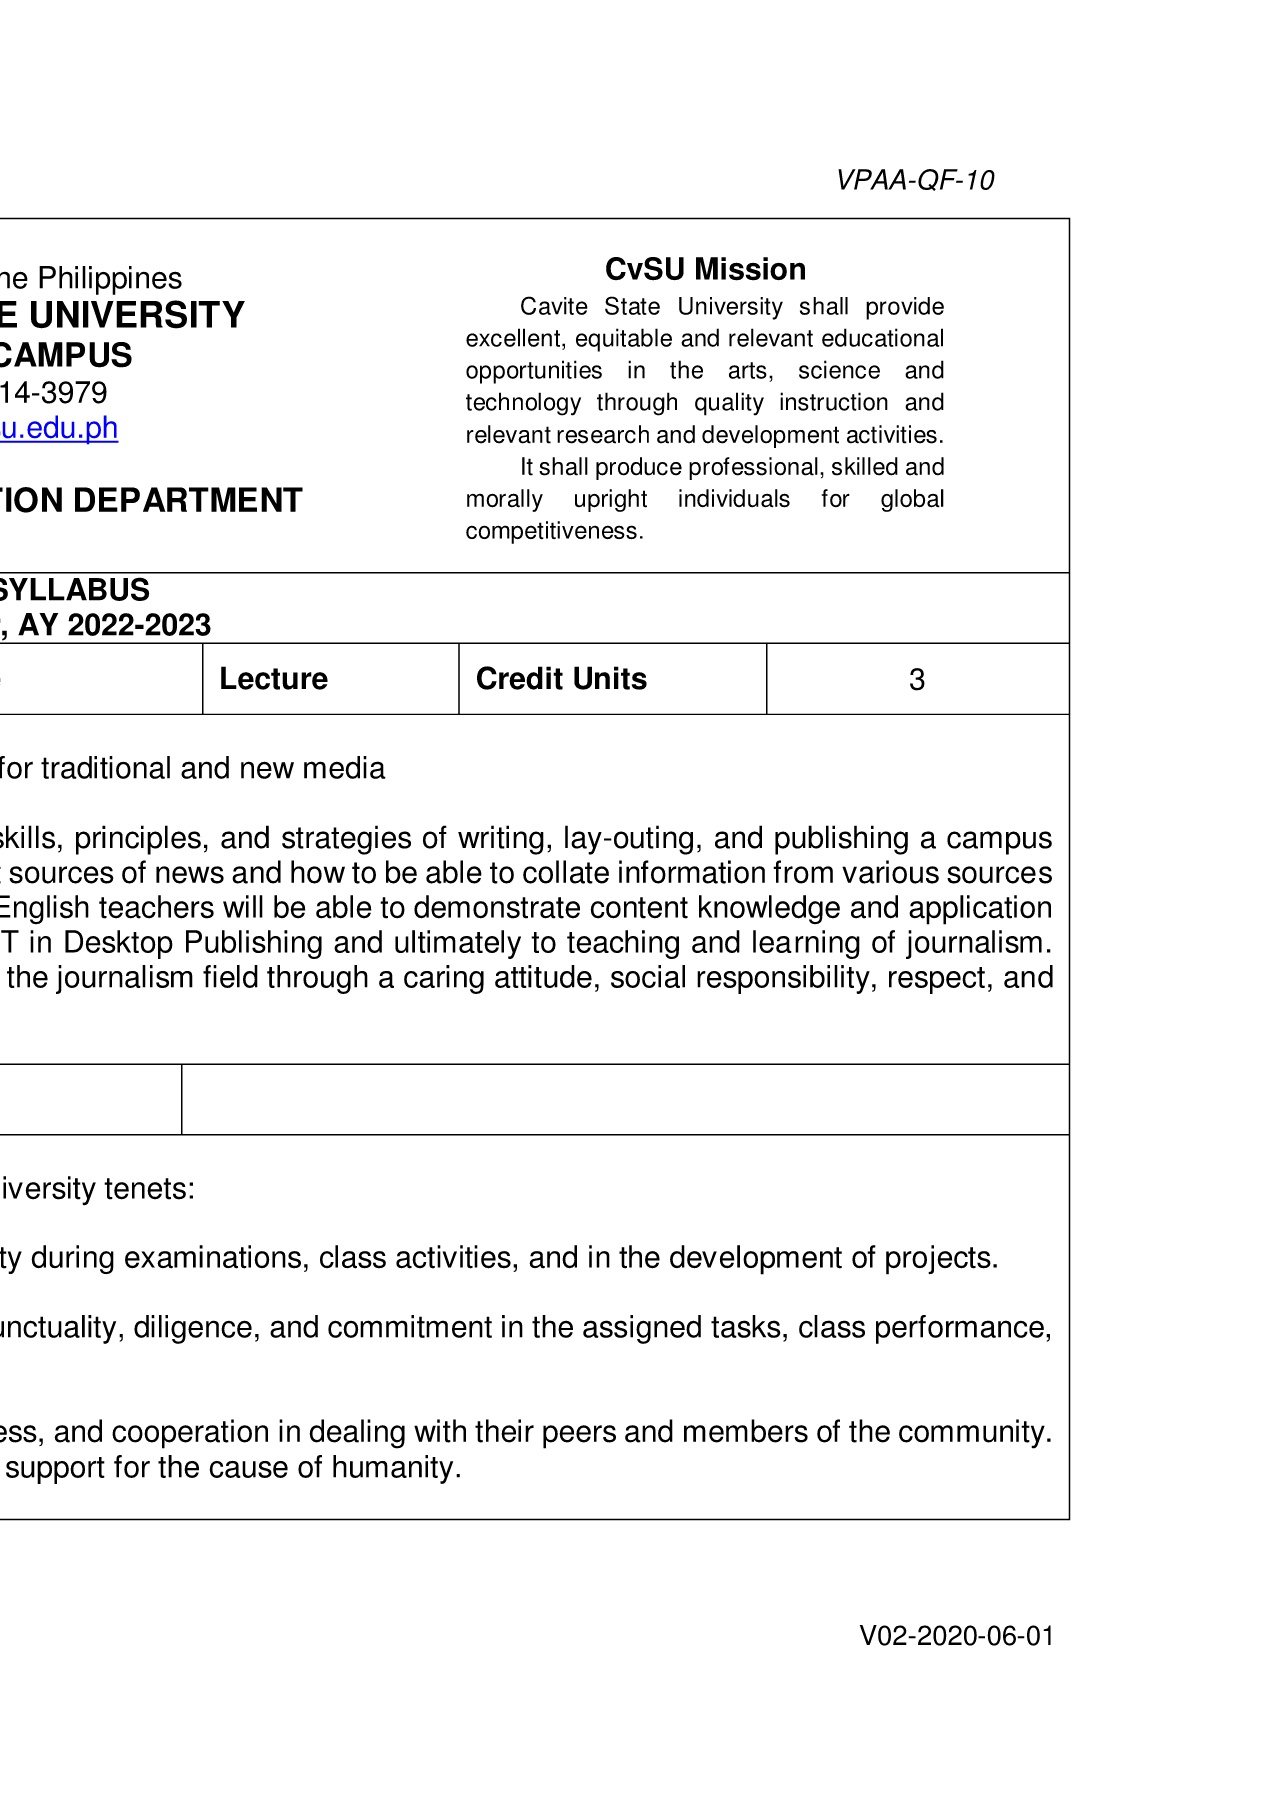 VPAA-QF-10
he Philippines
E UNIVERSITY
CAMPUS
14-3979
su.edu.ph
TION DEPARTMENT
CvSU Mission
Cavite State University shall provide
excellent, equitable and relevant educational
opportunities in the arts, science and
technology through quality instruction and
relevant research and development activities.
It shall produce professional, skilled and
morally upright individuals for global
competitiveness.
SYLLABUS
, AY 2022-2023
Lecture
Credit Units
3
for traditional and new media
skills, principles, and strategies of writing, lay-outing, and publishing a campus
sources of news and how to be able to collate information from various sources
English teachers will be able to demonstrate content knowledge and application
T in Desktop Publishing and ultimately to teaching and learning of journalism.
the journalism field through a caring attitude, social responsibility, respect, and
iversity tenets:
ty during examinations, class activities, and in the development of projects.
unctuality, diligence, and commitment in the assigned tasks, class performance,
ess, and cooperation in dealing with their peers and members of the community.
support for the cause of humanity.
V02-2020-06-01